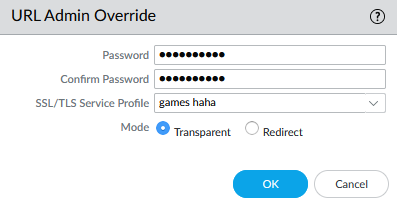 URL Admin Override ?
Password ••••••••••
Confirm Password ••••••••••
SSL/TLS Service Profile games haha
Mode Transparent Redirect
OK Cancel